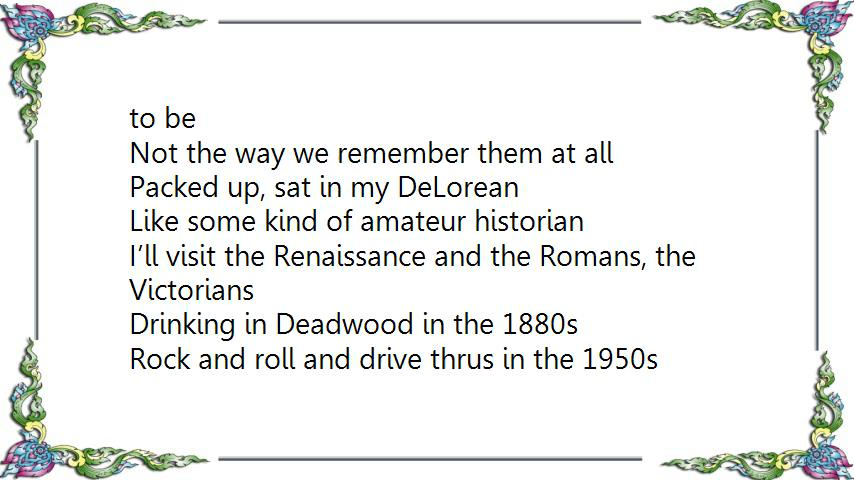 to be
Not the way we remember them at all
Packed up, sat in my DeLorean
Like some kind of amateur historian
I’ll visit the Renaissance and the Romans, the
Victorians
Drinking in Deadwood in the 1880s
Rock and roll and drive thrus in the 1950s